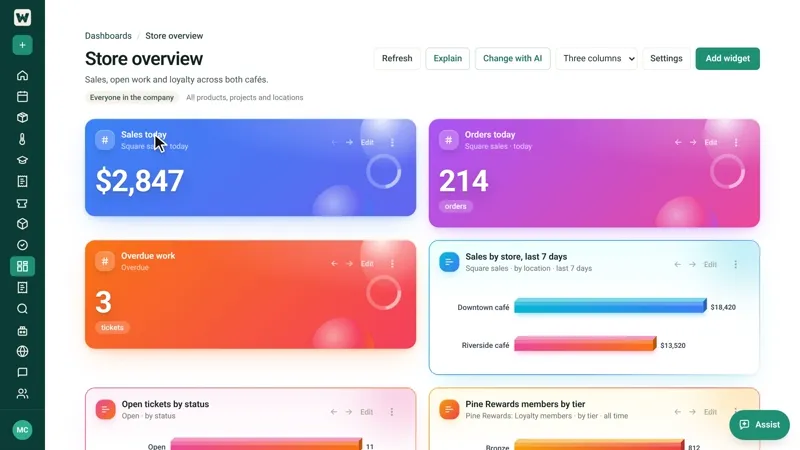 W
+
Dashboards / Store overview
Store overview
Sales, open work and loyalty across both cafés.
Everyone in the company
All products, projects and locations
Refresh
Explain
Change with AI
Three columns
Settings
Add widget
# Sales today
Square sales · today
← → Edit ⋮
$2,847
# Orders today
Square sales · today
← → Edit ⋮
214
orders
# Overdue work
Overdue
← → Edit ⋮
3
tickets
Sales by store, last 7 days
Square sales · by location · last 7 days
← → Edit ⋮
Downtown café $18,420
Riverside café $13,520
Open tickets by status
Open · by status
← → Edit ⋮
Open 11
Pine Rewards members by tier
Pine Rewards: Loyalty members · by tier · all time
← → Edit ⋮
Bronze 812
MC
Assist